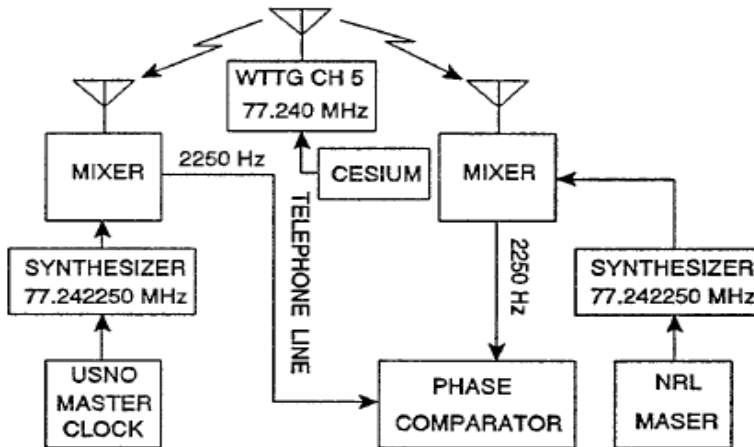 WTTG CH 5
77.240 MHz
MIXER
2250 Hz
CESIUM
MIXER
TELEPHONE LINE
2250 Hz
SYNTHESIZER
77.242250 MHz
SYNTHESIZER
77.242250 MHz
USNO
MASTER
CLOCK
PHASE
COMPARATOR
NRL
MASER